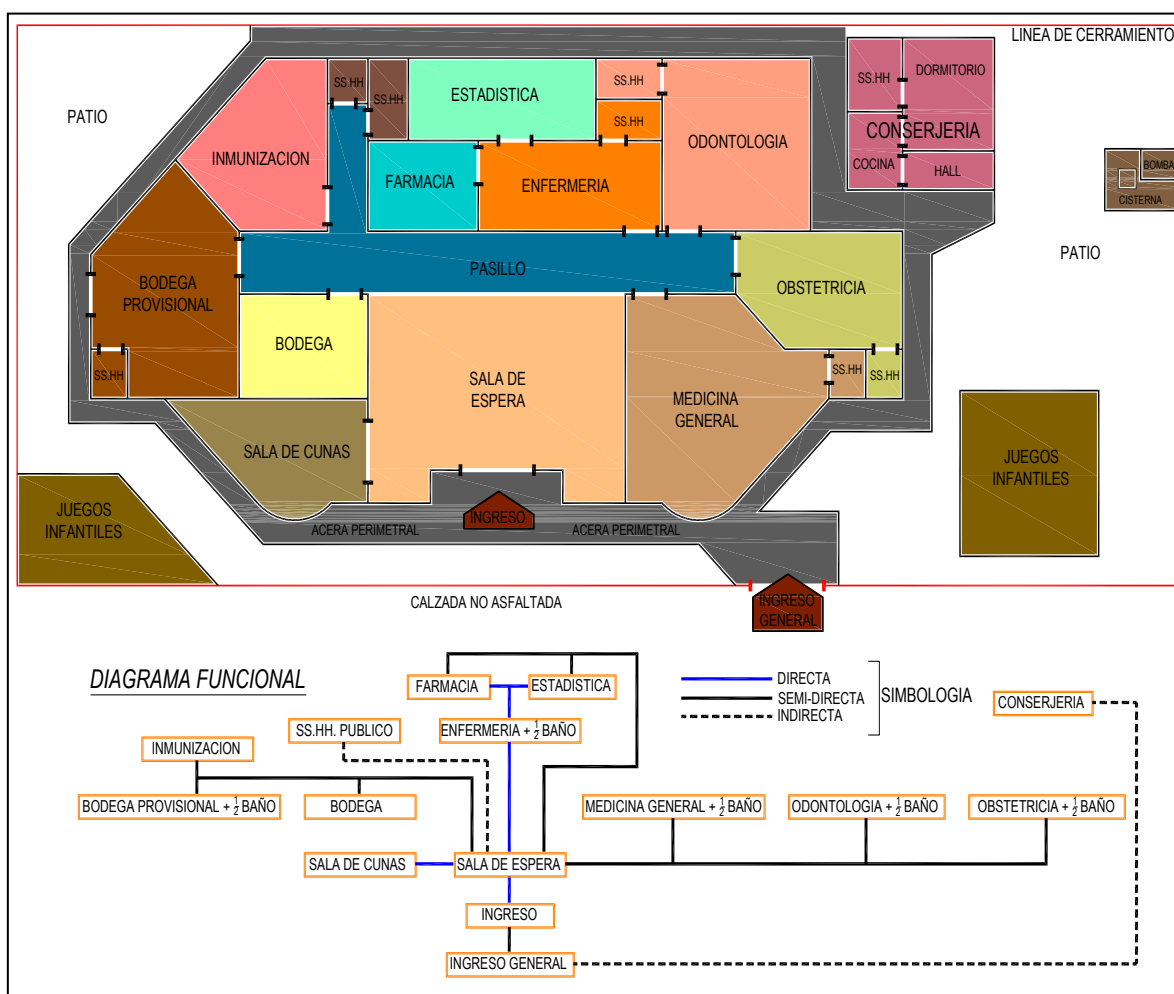 LINEA DE CERRAMIENTO
PATIO
INMUNIZACION
SS.HH
SS.HH
ESTADISTICA
SS.HH
SS.HH
ODONTOLOGIA
SS.HH
DORMITORIO
CONSERJERIA
COCINA
HALL
BOMBA
CISTERNA
FARMACIA
ENFERMERIA
PASILLO
PATIO
BODEGA
PROVISIONAL
SS.HH
BODEGA
OBSTETRICIA
SS.HH
SS.HH
SALA DE
ESPERA
MEDICINA
GENERAL
SALA DE CUNAS
JUEGOS
INFANTILES
JUEGOS
INFANTILES
ACERA PERIMETRAL
INGRESO
ACERA PERIMETRAL
CALZADA NO ASFALTADA
INGRESO
GENERAL
DIAGRAMA FUNCIONAL
FARMACIA
ESTADISTICA
DIRECTA
SEMI-DIRECTA
INDIRECTA
SIMBOLOGIA
CONSERJERIA
SS.HH. PUBLICO
ENFERMERIA + 1/2 BAÑO
INMUNIZACION
BODEGA PROVISIONAL + 1/2 BAÑO
BODEGA
MEDICINA GENERAL + 1/2 BAÑO
ODONTOLOGIA + 1/2 BAÑO
OBSTETRICIA + 1/2 BAÑO
SALA DE CUNAS
SALA DE ESPERA
INGRESO
INGRESO GENERAL